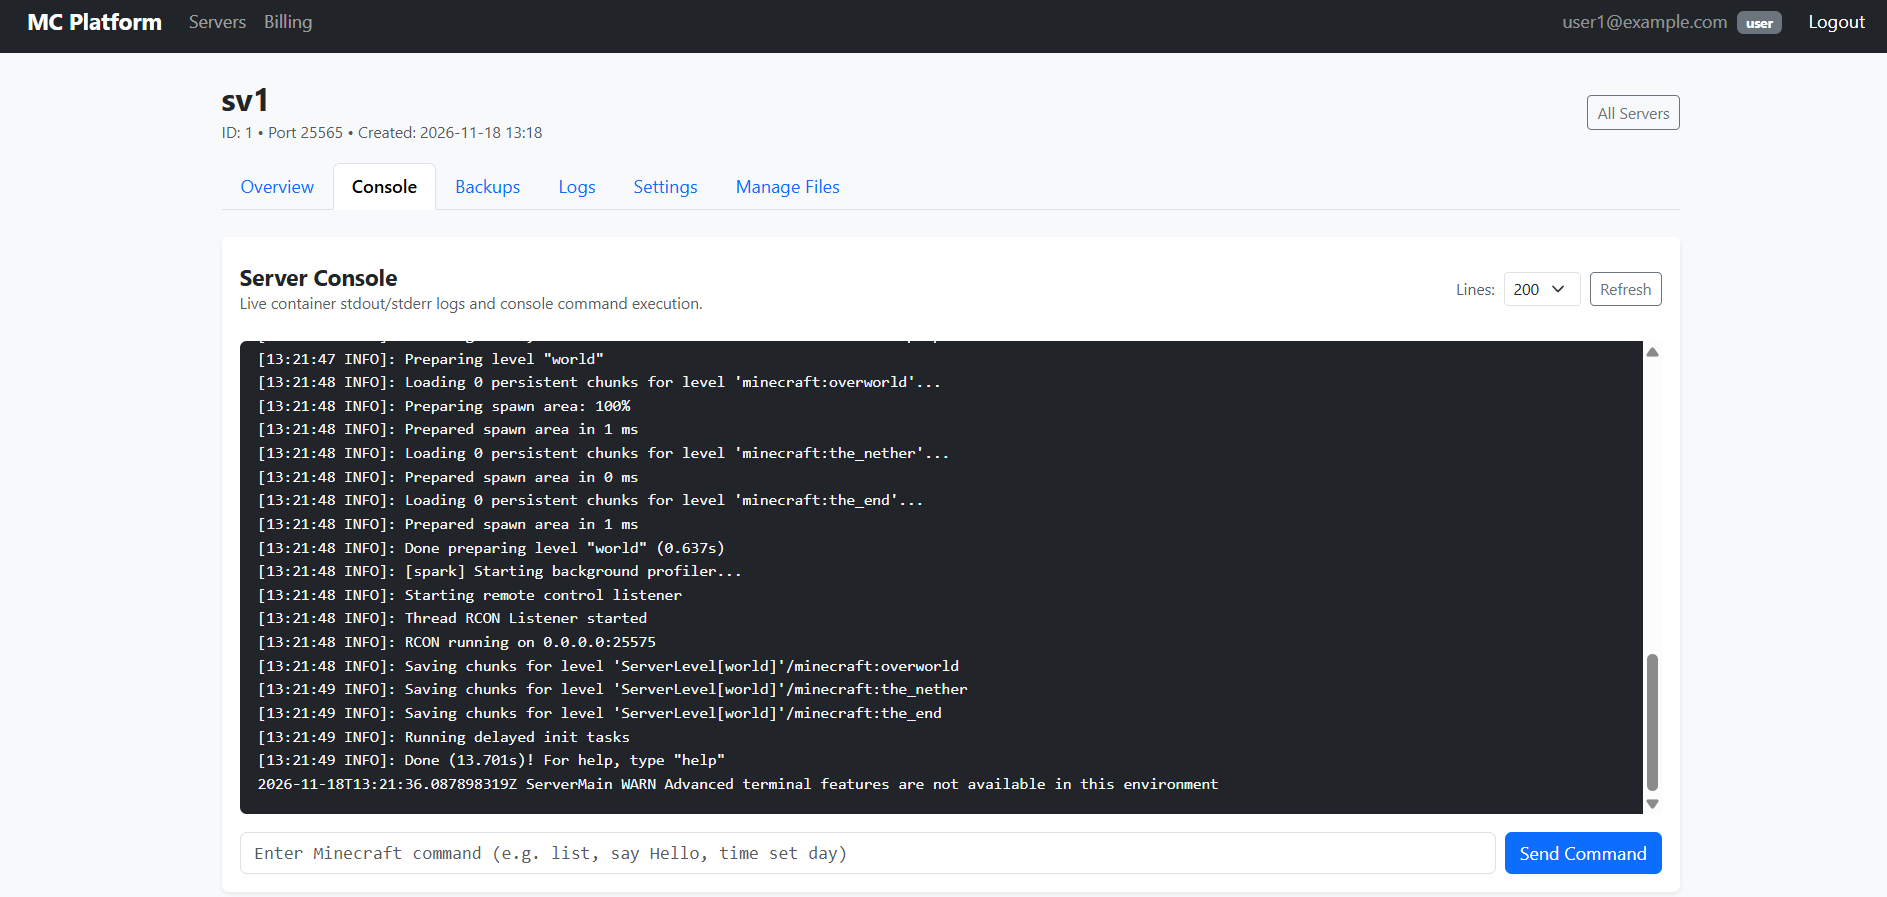 MC Platform Servers Billing user1@example.com user Logout
sv1
ID: 1 • Port 25565 • Created: 2026-11-18 13:18
All Servers
Overview Console Backups Logs Settings Manage Files
Server Console
Live container stdout/stderr logs and console command execution.
Lines: 200 Refresh
[13:21:47 INFO]: Preparing level "world"
[13:21:48 INFO]: Loading 0 persistent chunks for level 'minecraft:overworld'...
[13:21:48 INFO]: Preparing spawn area: 100%
[13:21:48 INFO]: Prepared spawn area in 1 ms
[13:21:48 INFO]: Loading 0 persistent chunks for level 'minecraft:the_nether'...
[13:21:48 INFO]: Prepared spawn area in 0 ms
[13:21:48 INFO]: Loading 0 persistent chunks for level 'minecraft:the_end'...
[13:21:48 INFO]: Prepared spawn area in 1 ms
[13:21:48 INFO]: Done preparing level "world" (0.637s)
[13:21:48 INFO]: [spark] Starting background profiler...
[13:21:48 INFO]: Starting remote control listener
[13:21:48 INFO]: Thread RCON Listener started
[13:21:48 INFO]: RCON running on 0.0.0.0:25575
[13:21:48 INFO]: Saving chunks for level 'ServerLevel[world]'/minecraft:overworld
[13:21:49 INFO]: Saving chunks for level 'ServerLevel[world]'/minecraft:the_nether
[13:21:49 INFO]: Saving chunks for level 'ServerLevel[world]'/minecraft:the_end
[13:21:49 INFO]: Running delayed init tasks
[13:21:49 INFO]: Done (13.701s)! For help, type "help"
2026-11-18T13:21:36.087898319Z ServerMain WARN Advanced terminal features are not available in this environment
Enter Minecraft command (e.g. list, say Hello, time set day)
Send Command